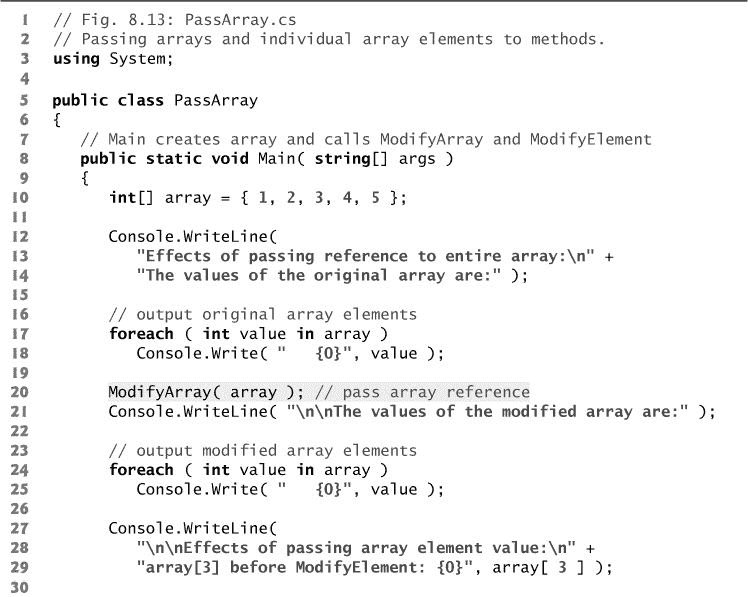 1 // Fig. 8.13: PassArray.cs
2 // Passing arrays and individual array elements to methods.
3 using System;
4
5 public class PassArray
6 {
7 // Main creates array and calls ModifyArray and ModifyElement
8 public static void Main( string[] args )
9 {
10 int[] array = { 1, 2, 3, 4, 5 };
11
12 Console.WriteLine(
13 "Effects of passing reference to entire array:\n" +
14 "The values of the original array are:" );
15
16 // output original array elements
17 foreach ( int value in array )
18 Console.Write( "   {0}", value );
19
20 ModifyArray( array ); // pass array reference
21 Console.WriteLine( "\n\nThe values of the modified array are:" );
22
23 // output modified array elements
24 foreach ( int value in array )
25 Console.Write( "   {0}", value );
26
27 Console.WriteLine(
28 "\n\nEffects of passing array element value:\n" +
29 "array[3] before ModifyElement: {0}", array[ 3 ] );
30